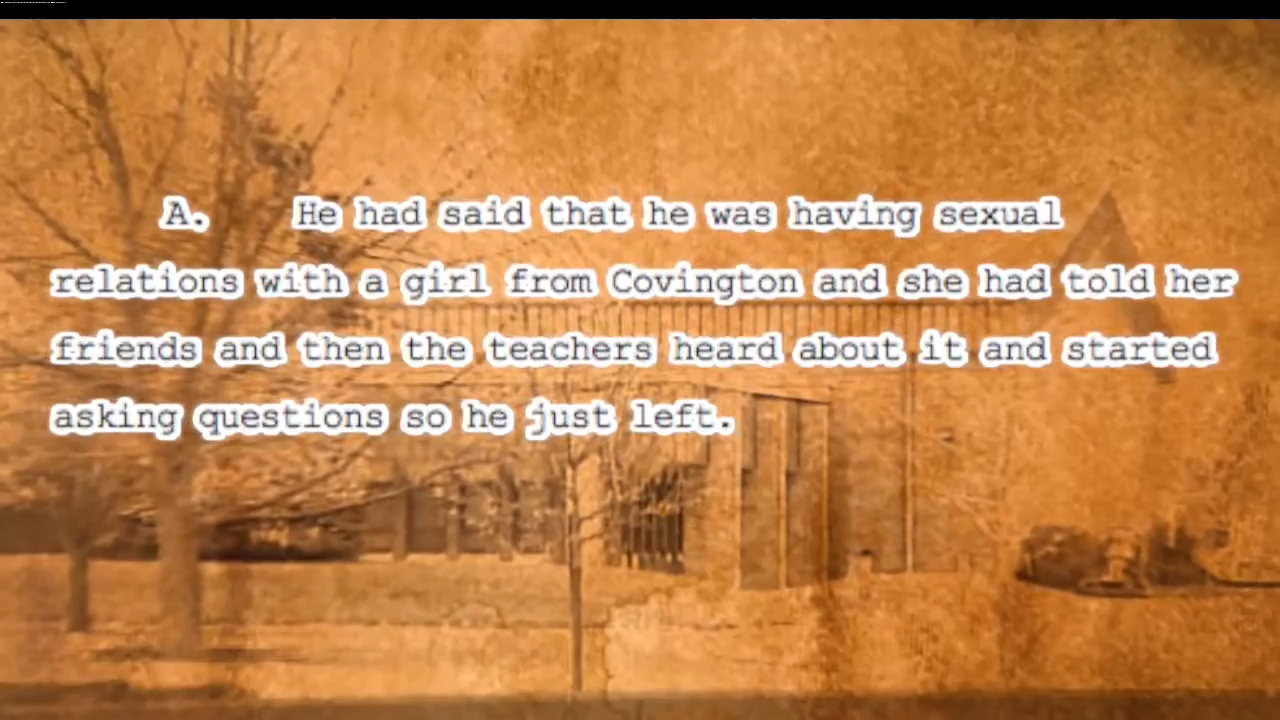 A. He had said that he was having sexual
relations with a girl from Covington and she had told her
friends and then the teachers heard about it and started
asking questions so he just left.